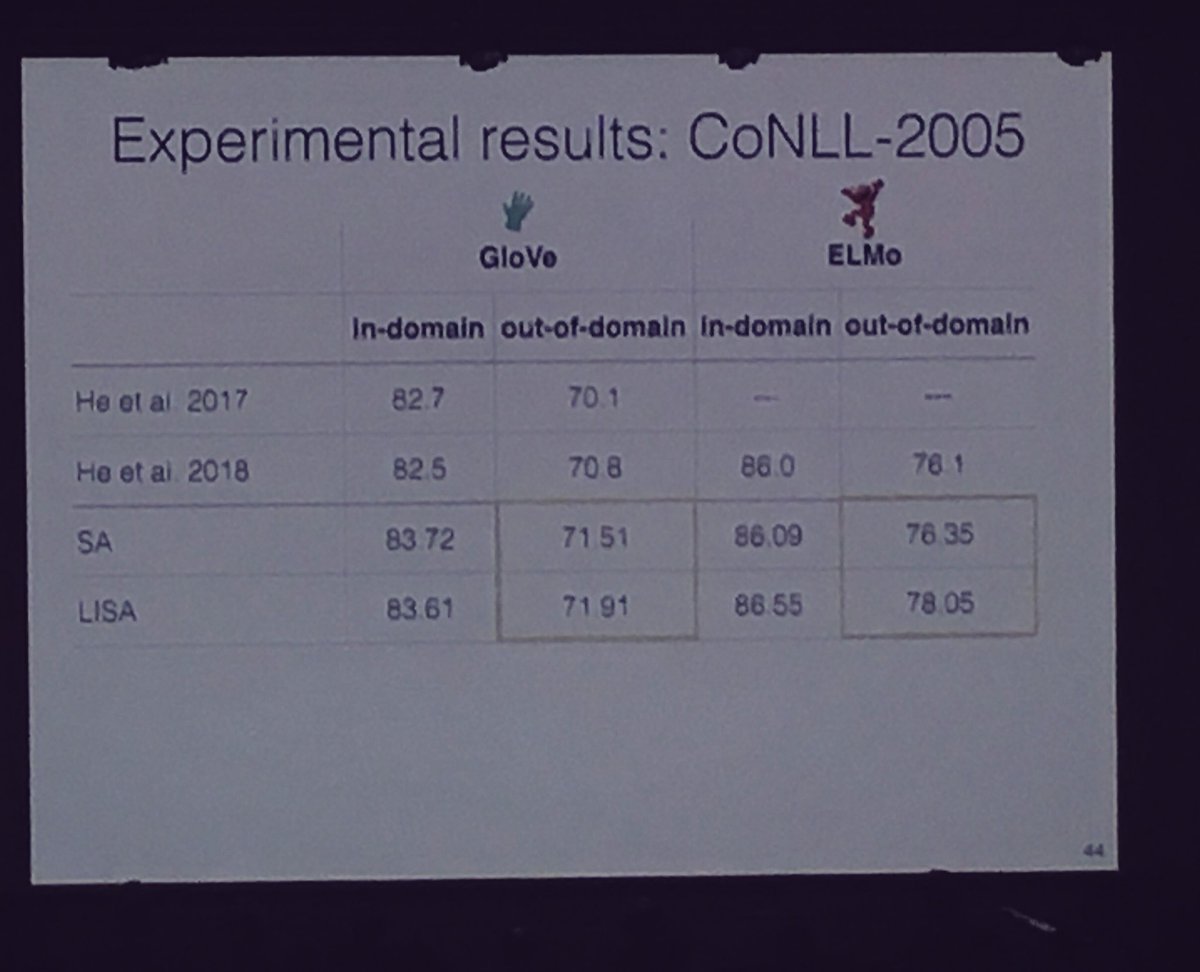 Experimental results: CoNLL-2005
GloVe ELMo
in-domain out-of-domain in-domain out-of-domain
He et al. 2017 82.7 70.1 — —
He et al. 2018 82.5 70.8 86.0 76.1
SA 83.72 71.51 86.09 76.35
LISA 83.61 71.91 86.55 78.05
44